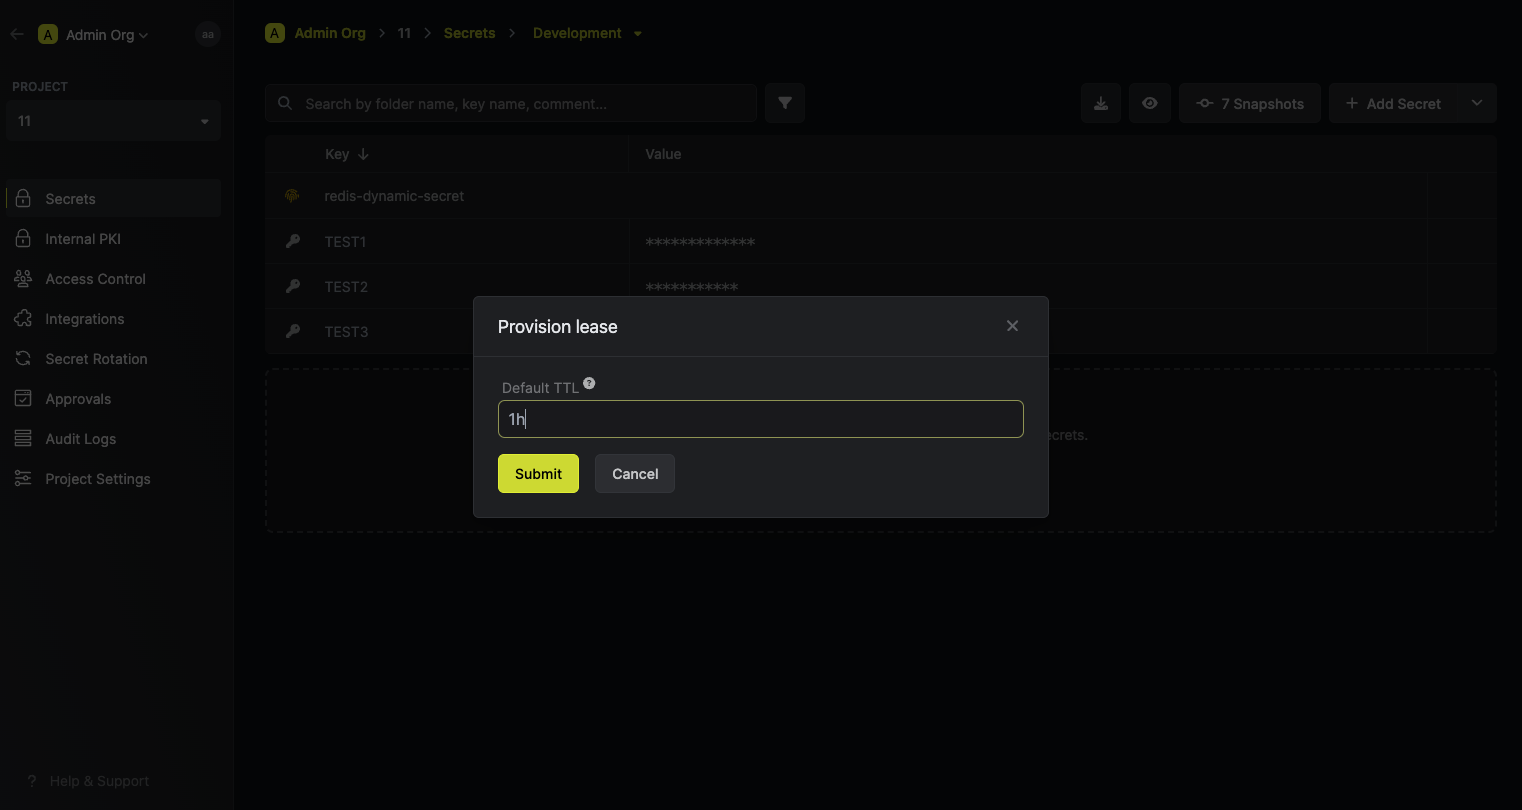 A Admin Org aa
PROJECT
11
Secrets
Internal PKI
Access Control
Integrations
Secret Rotation
Approvals
Audit Logs
Project Settings
? Help & Support
A Admin Org > 11 > Secrets > Development
Search by folder name, key name, comment...
7 Snapshots
+ Add Secret
Key ↓ Value
redis-dynamic-secret
TEST1 *************
TEST2 ***********
TEST3
Provision lease
Default TTL ?
1h
Submit Cancel
ecrets.